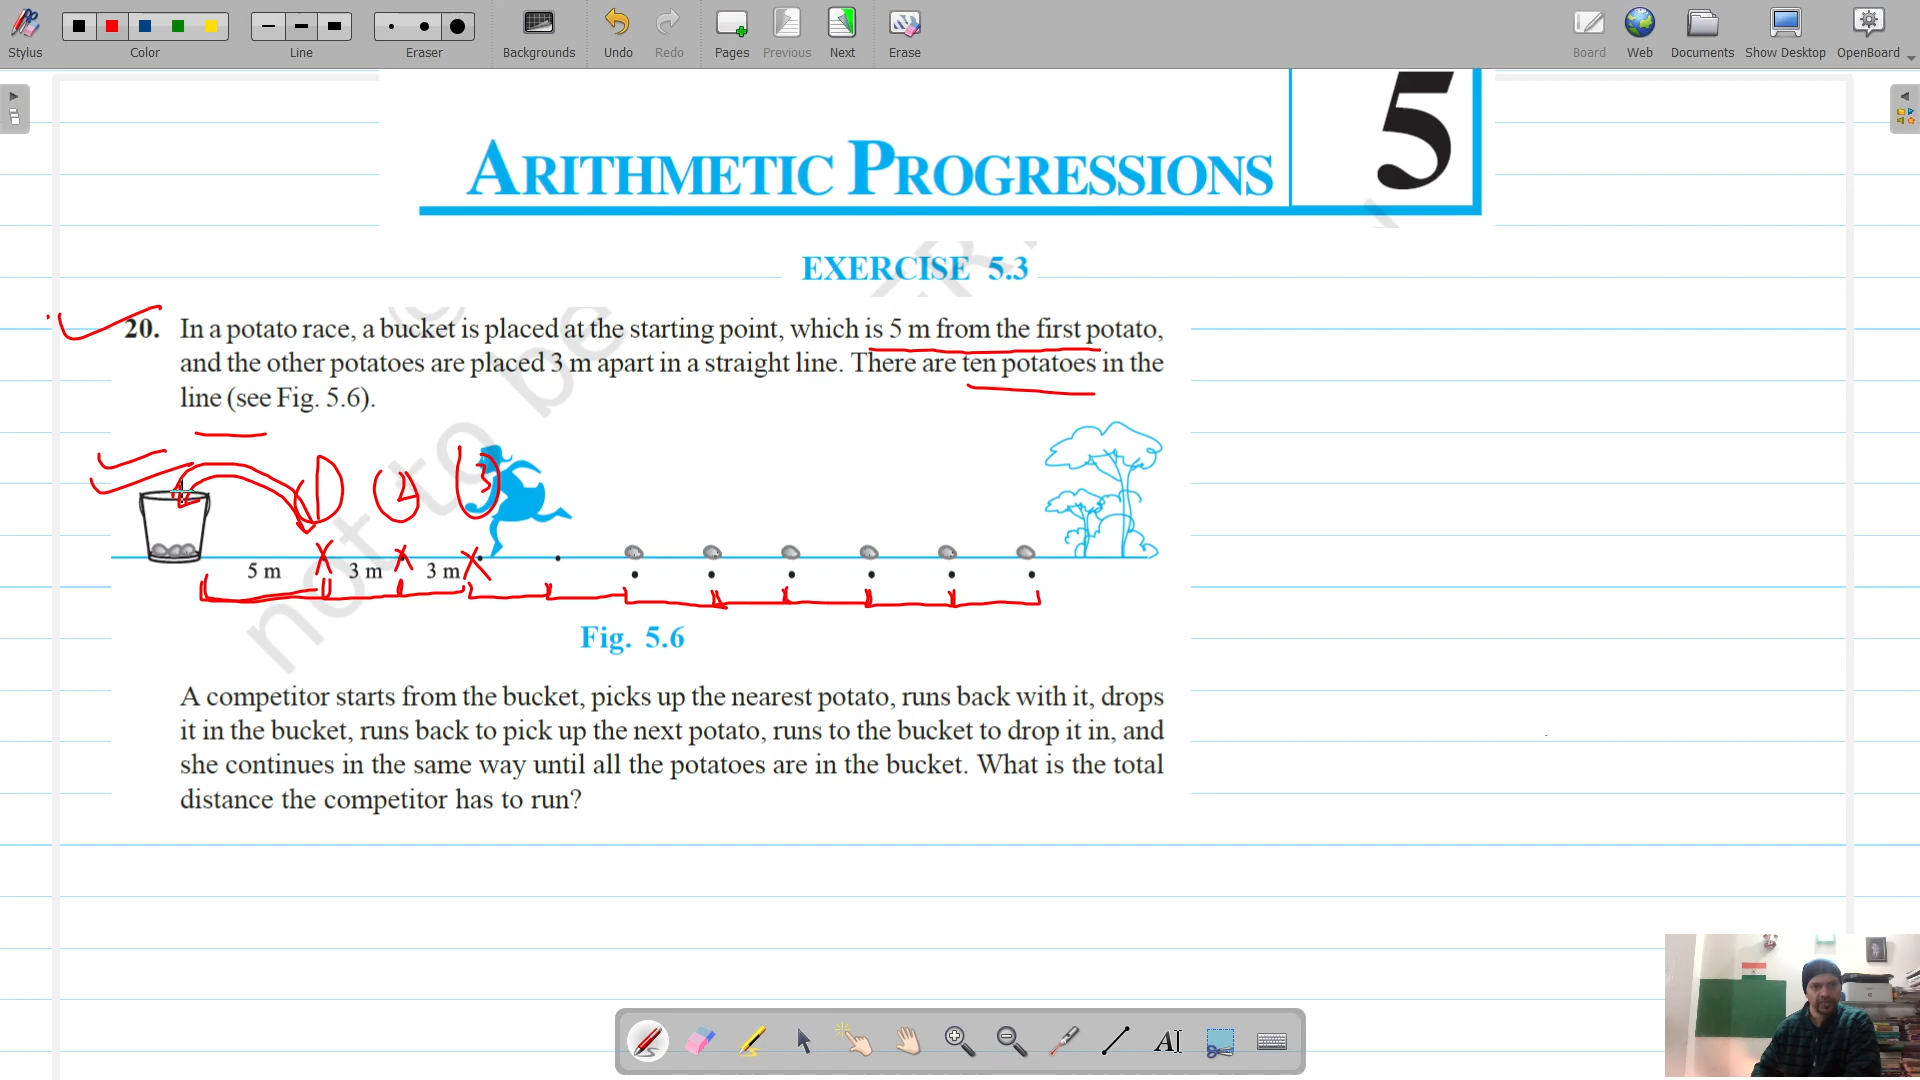 Stylus Color Line Eraser Backgrounds Undo Redo Pages Previous Next Erase Board Web Documents Show Desktop OpenBoard
5
ARITHMETIC PROGRESSIONS
EXERCISE 5.3
20. In a potato race, a bucket is placed at the starting point, which is 5 m from the first potato,
and the other potatoes are placed 3 m apart in a straight line. There are ten potatoes in the
line (see Fig. 5.6).
1 2 3
5 m 3 m 3 m
Fig. 5.6
A competitor starts from the bucket, picks up the nearest potato, runs back with it, drops
it in the bucket, runs back to pick up the next potato, runs to the bucket to drop it in, and
she continues in the same way until all the potatoes are in the bucket. What is the total
distance the competitor has to run?
not to be